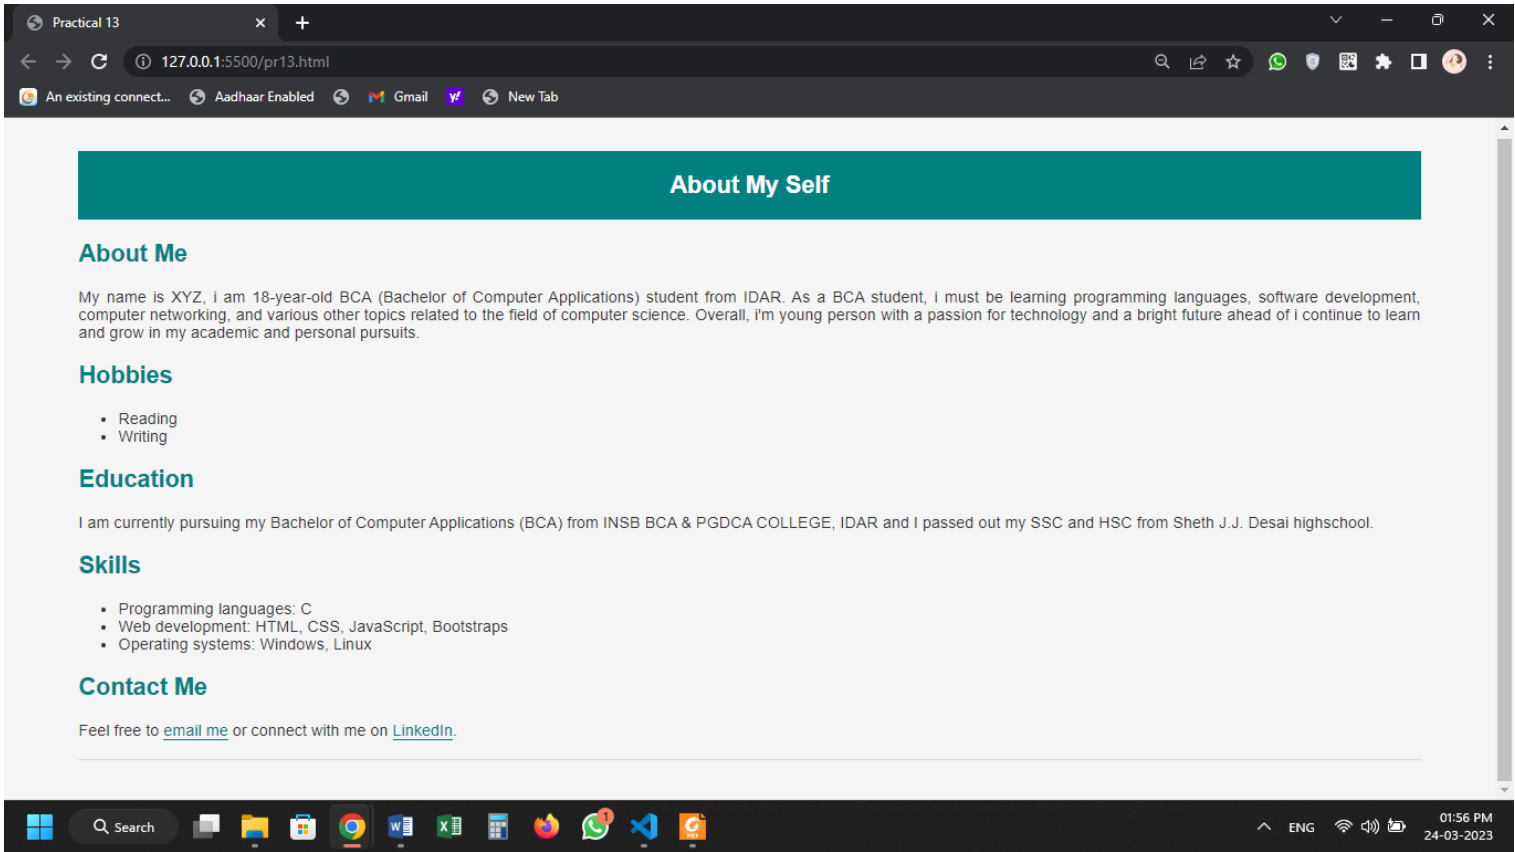 Practical 13
127.0.0.1:5500/pr13.html
An existing connect...
Aadhaar Enabled
Gmail
y!
New Tab
About My Self
About Me
My name is XYZ, i am 18-year-old BCA (Bachelor of Computer Applications) student from IDAR. As a BCA student, i must be learning programming languages, software development,
computer networking, and various other topics related to the field of computer science. Overall, i'm young person with a passion for technology and a bright future ahead of i continue to learn
and grow in my academic and personal pursuits.
Hobbies
• Reading
• Writing
Education
I am currently pursuing my Bachelor of Computer Applications (BCA) from INSB BCA & PGDCA COLLEGE, IDAR and I passed out my SSC and HSC from Sheth J.J. Desai highschool.
Skills
• Programming languages: C
• Web development: HTML, CSS, JavaScript, Bootstraps
• Operating systems: Windows, Linux
Contact Me
Feel free to email me or connect with me on LinkedIn.
Search
1
ENG
01:56 PM
24-03-2023